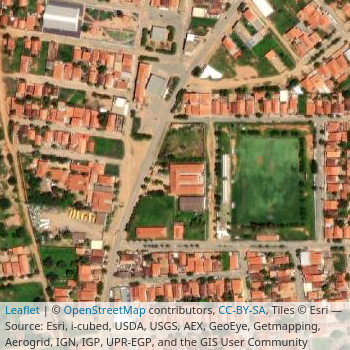 Leaflet | © OpenStreetMap contributors, CC-BY-SA, Tiles © Esri —
Source: Esri, i-cubed, USDA, USGS, AEX, GeoEye, Getmapping,
Aerogrid, IGN, IGP, UPR-EGP, and the GIS User Community